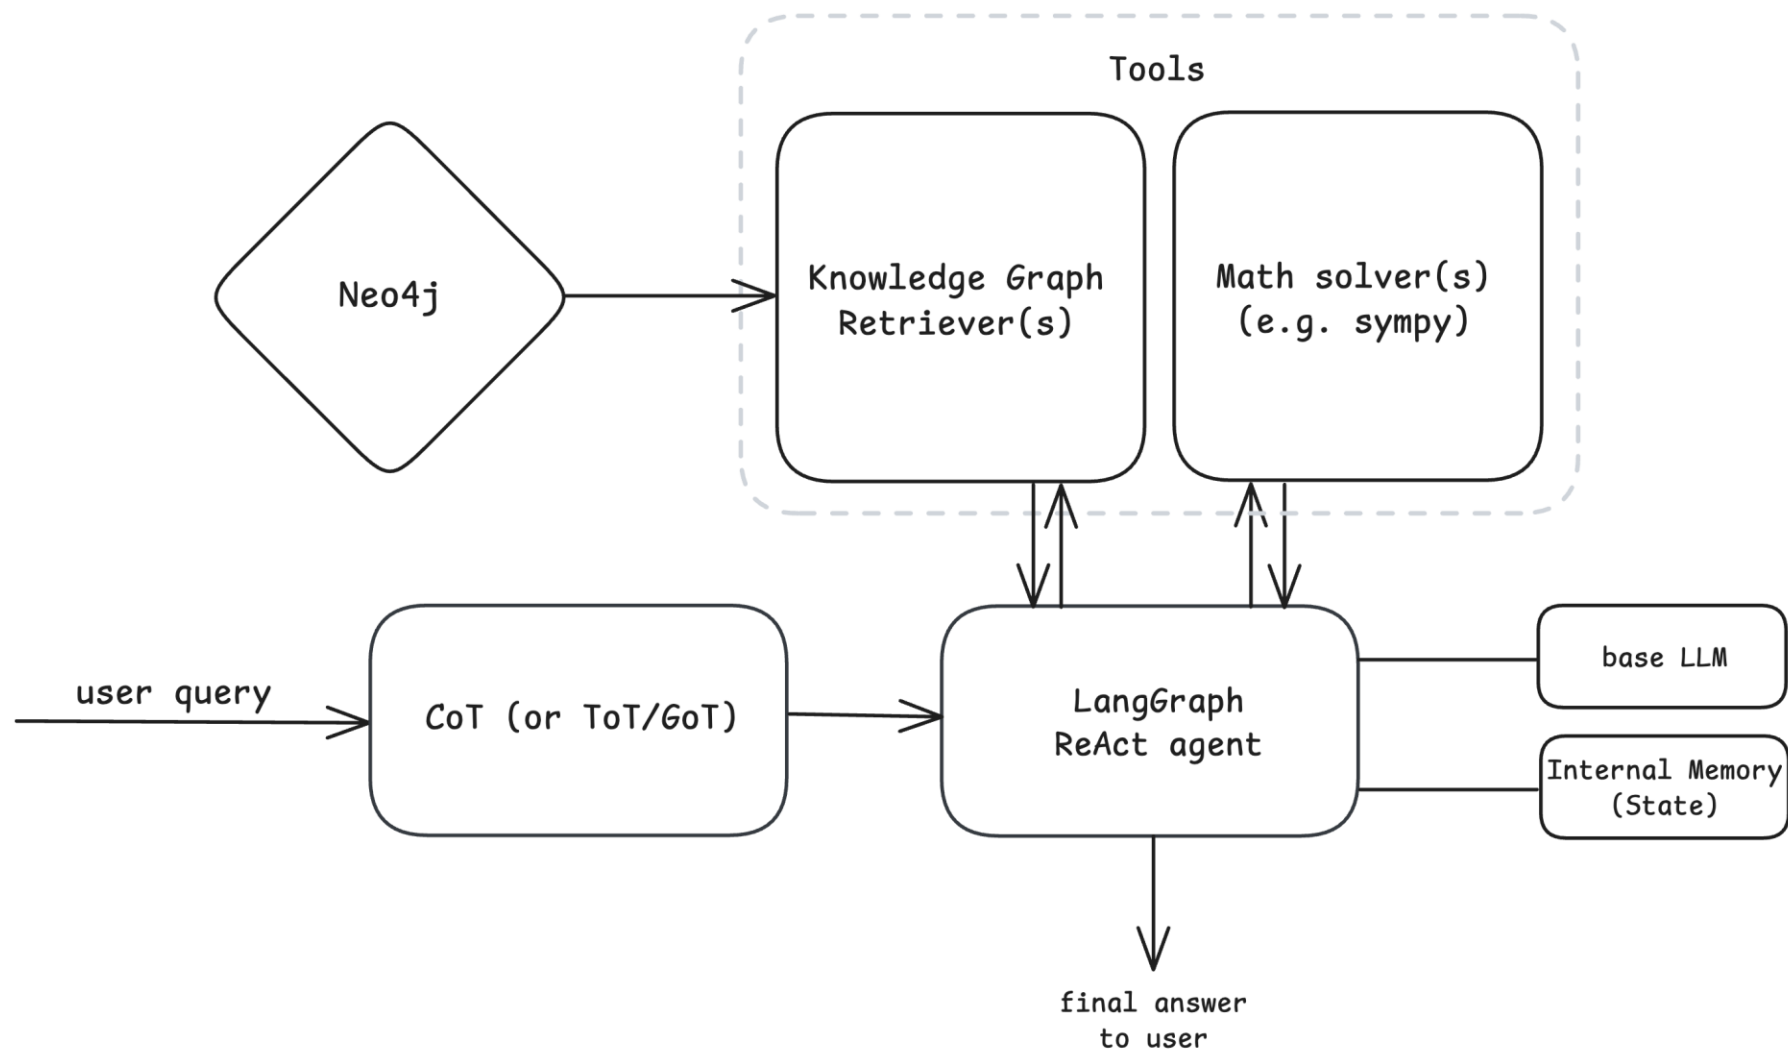 Tools
Neo4j
Knowledge Graph
Retriever(s)
Math solver(s)
(e.g. sympy)
user query
CoT (or ToT/GoT)
LangGraph
ReAct agent
base LLM
Internal Memory
(State)
final answer
to user